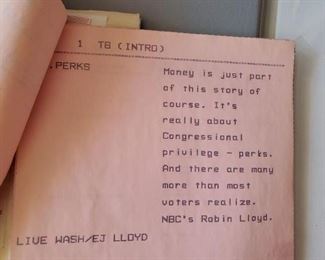 1 TG (INTRO)
.PERKS
Money is just part
of this story of
course. It's
really about
Congressional
privilege - perks.
And there are many
more than most
voters realize.
NBC's Robin Lloyd.
LIVE WASH/EJ LLOYD